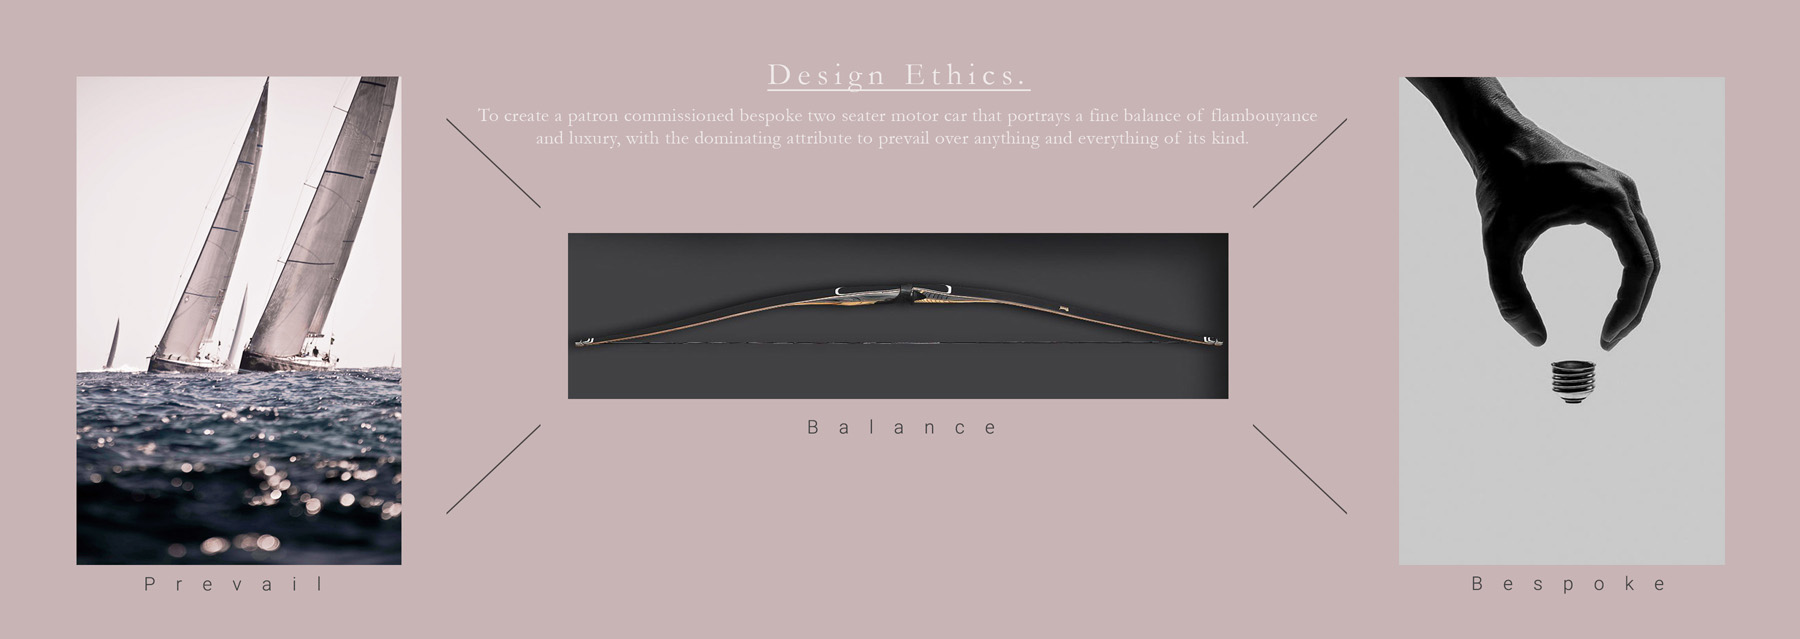 Design Ethics.
To create a patron commissioned bespoke two seater motor car that portrays a fine balance of flambouyance
and luxury, with the dominating attribute to prevail over anything and everything of its kind.
Balance
Prevail
Bespoke